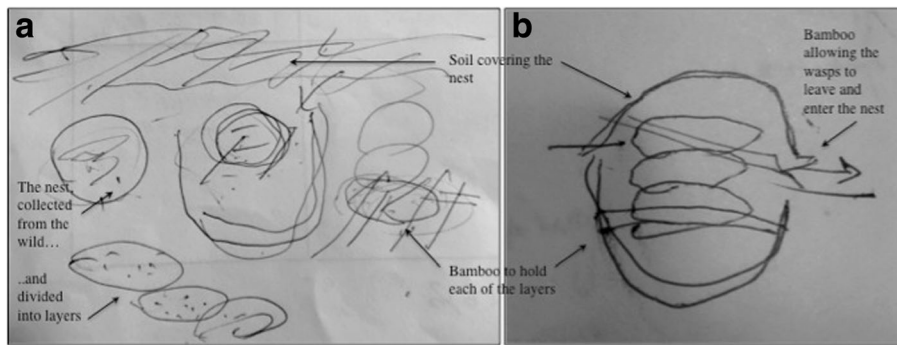 a
b
Soil covering the
nest
Bamboo
allowing the
wasps to
leave and
enter the nest
The nest,
collected
from the
wild…
..and
divided
into layers
Bamboo to hold
each of the layers